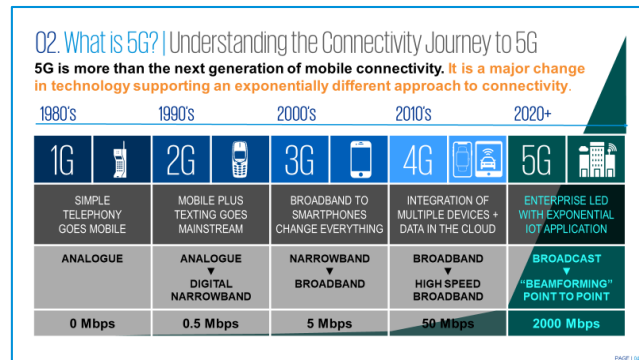 02. What is 5G? | Understanding the Connectivity Journey to 5G
5G is more than the next generation of mobile connectivity. It is a major change
in technology supporting an exponentially different approach to connectivity.
1980's 1990's 2000's 2010's 2020+
1G 2G 3G 4G 5G
SIMPLE
TELEPHONY
GOES MOBILE
MOBILE PLUS
TEXTING GOES
MAINSTREAM
BROADBAND TO
SMARTPHONES
CHANGE EVERYTHING
INTEGRATION OF
MULTIPLE DEVICES +
DATA IN THE CLOUD
ENTERPRISE LED
WITH EXPONENTIAL
IOT APPLICATION
ANALOGUE
ANALOGUE
DIGITAL
NARROWBAND
NARROWBAND
BROADBAND
BROADBAND
HIGH SPEED
BROADBAND
BROADCAST
"BEAMFORMING"
POINT TO POINT
0 Mbps 0.5 Mbps 5 Mbps 50 Mbps 2000 Mbps
PAGE |